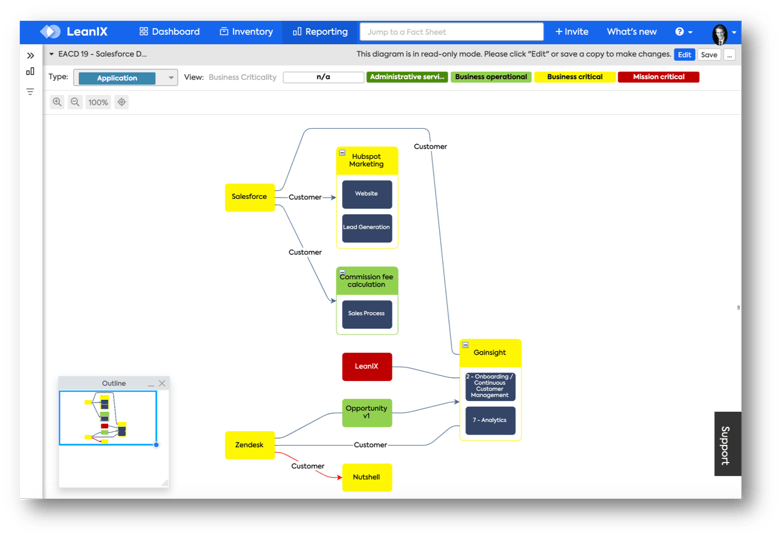 LeanIX
Dashboard
Inventory
Reporting
Jump to a Fact Sheet
+ Invite
What's new
?
EACD 19 - Salesforce D...
This diagram is in read-only mode. Please click "Edit" or save a copy to make changes.
Edit
Save
...
Type:
Application
View:
Business Criticality
n/a
Administrative servi...
Business operational
Business critical
Mission critical
100%
Customer
Hubspot
Marketing
Salesforce
Customer
Website
Lead Generation
Customer
Commission fee
calculation
Sales Process
LeanIX
Gainsight
2 - Onboarding /
Continuous
Customer
Management
Outline
Opportunity
v1
7 - Analytics
Zendesk
Customer
Customer
Nutshell
Support